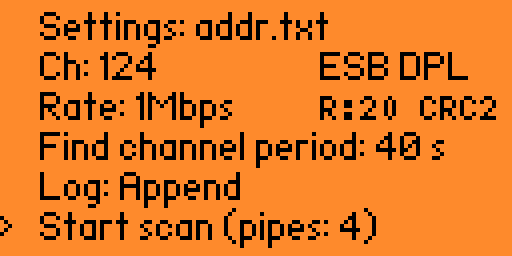 Settings: addr.txt
Ch: 124 ESB DPL
Rate: 1Mbps R:20 CRC2
Find channel period: 40 s
Log: Append
> Start scan (pipes: 4)